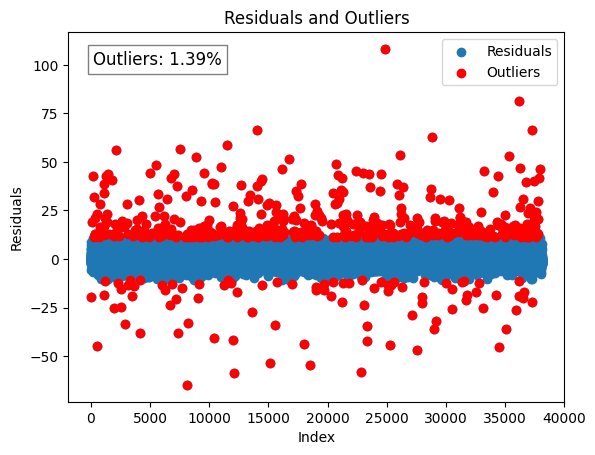 Residuals and Outliers
Outliers: 1.39%
Residuals
Outliers
100
75
50
25
0
−25
−50
Residuals
0
5000
10000
15000
20000
25000
30000
35000
40000
Index